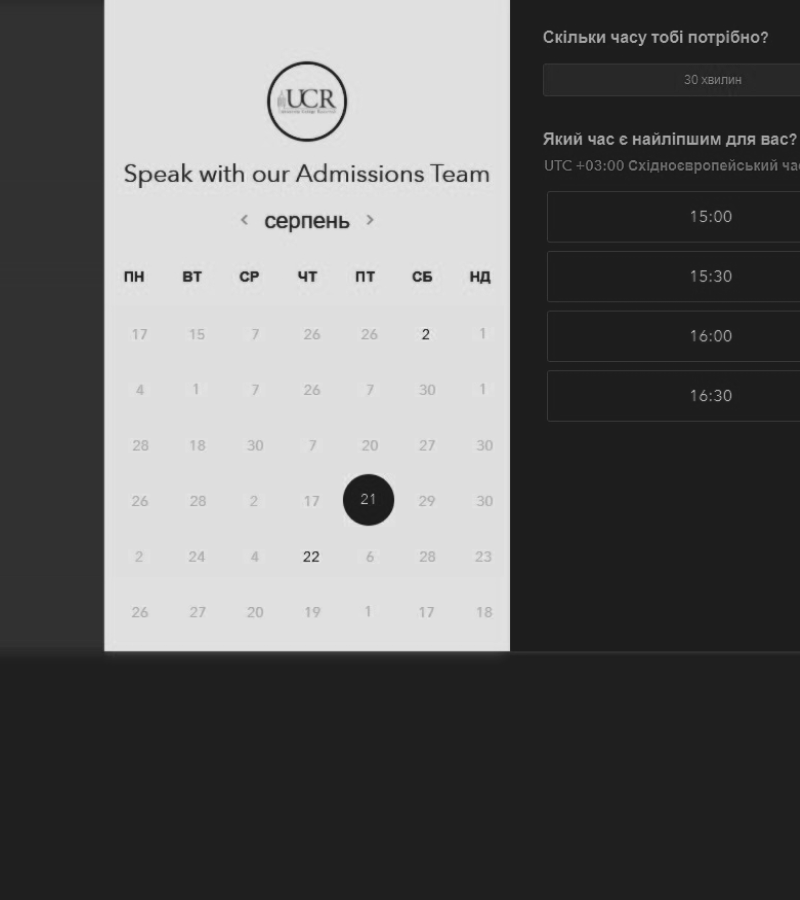 UCR
Speak with our Admissions Team
серпень
ПН ВТ СР ЧТ ПТ СБ НД
17 15 7 26 26 2 1
4 1 7 26 7 30 1
28 18 30 7 20 27 30
26 28 2 17 21 29 30
2 24 4 22 6 28 23
26 27 20 19 1 17 18
Скільки часу тобі потрібно?
30 хвилин
Який час є найліпшим для вас?
UTC +03:00 Східноєвропейський
15:00
15:30
16:00
16:30